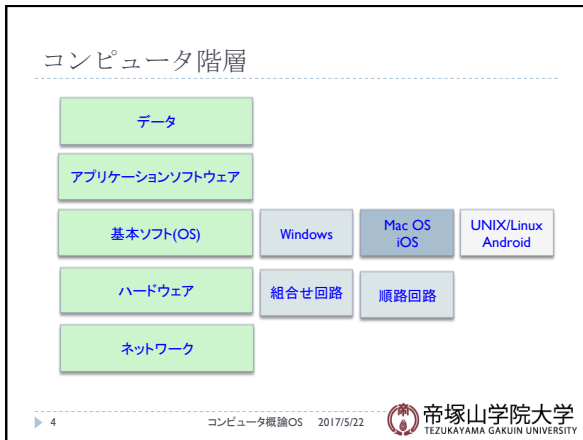 コンピュータ階層
データ
アプリケーションソフトウェア
基本ソフト(OS)
Windows
Mac OS
iOS
UNIX/Linux
Android
ハードウェア
組合せ回路
順路回路
ネットワーク
4
コンピュータ概論OS 2017/5/22
帝塚山学院大学
TEZUKAYAMA GAKUIN UNIVERSITY